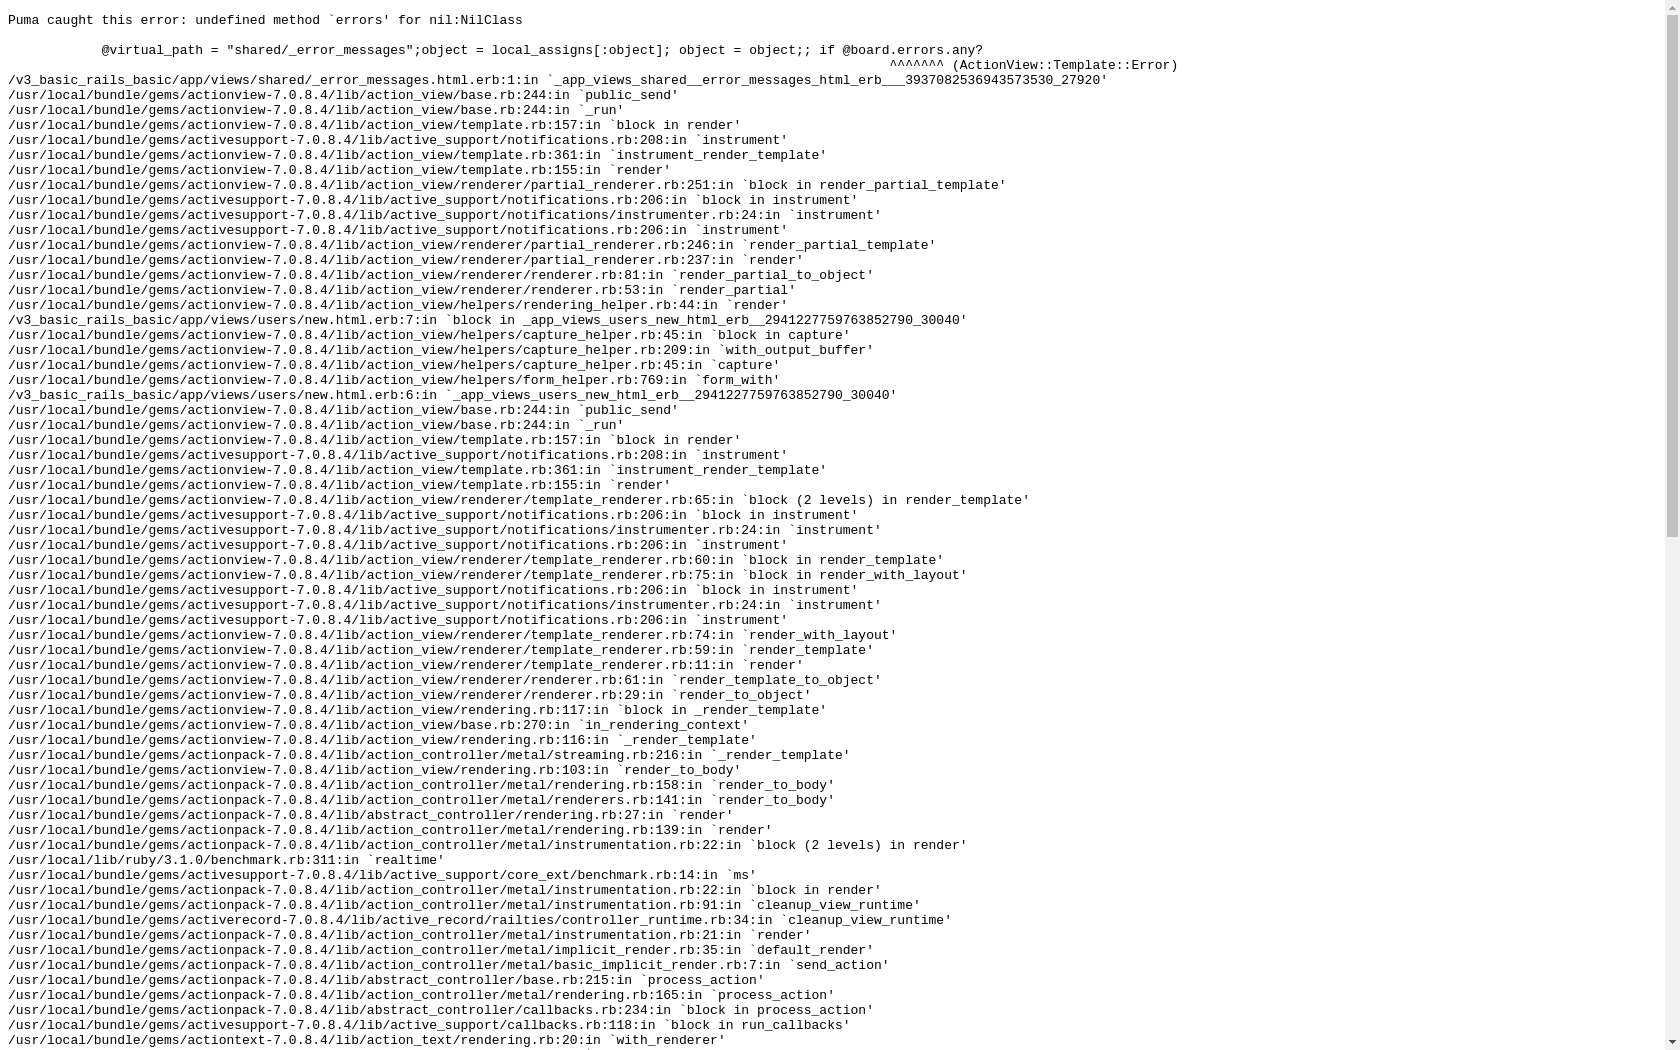 Puma caught this error: undefined method `errors' for nil:NilClass
@virtual_path = "shared/_error_messages";object = local_assigns[:object]; object = object;; if @board.errors.any?
^^^^^^^ (ActionView::Template::Error)
/v3_basic_rails_basic/app/views/shared/_error_messages.html.erb:1:in `_app_views_shared__error_messages_html_erb___3937082536943573530_27920'
/usr/local/bundle/gems/actionview-7.0.8.4/lib/action_view/base.rb:244:in `public_send'
/usr/local/bundle/gems/actionview-7.0.8.4/lib/action_view/base.rb:244:in `_run'
/usr/local/bundle/gems/actionview-7.0.8.4/lib/action_view/template.rb:157:in `block in render'
/usr/local/bundle/gems/activesupport-7.0.8.4/lib/active_support/notifications.rb:208:in `instrument'
/usr/local/bundle/gems/actionview-7.0.8.4/lib/action_view/template.rb:361:in `instrument_render_template'
/usr/local/bundle/gems/actionview-7.0.8.4/lib/action_view/template.rb:155:in `render'
/usr/local/bundle/gems/actionview-7.0.8.4/lib/action_view/renderer/partial_renderer.rb:251:in `block in render_partial_template'
/usr/local/bundle/gems/activesupport-7.0.8.4/lib/active_support/notifications.rb:206:in `block in instrument'
/usr/local/bundle/gems/activesupport-7.0.8.4/lib/active_support/notifications/instrumenter.rb:24:in `instrument'
/usr/local/bundle/gems/activesupport-7.0.8.4/lib/active_support/notifications.rb:206:in `instrument'
/usr/local/bundle/gems/actionview-7.0.8.4/lib/action_view/renderer/partial_renderer.rb:246:in `render_partial_template'
/usr/local/bundle/gems/actionview-7.0.8.4/lib/action_view/renderer/partial_renderer.rb:237:in `render'
/usr/local/bundle/gems/actionview-7.0.8.4/lib/action_view/renderer/renderer.rb:81:in `render_partial_to_object'
/usr/local/bundle/gems/actionview-7.0.8.4/lib/action_view/renderer/renderer.rb:53:in `render_partial'
/usr/local/bundle/gems/actionview-7.0.8.4/lib/action_view/helpers/rendering_helper.rb:44:in `render'
/v3_basic_rails_basic/app/views/users/new.html.erb:7:in `block in _app_views_users_new_html_erb__2941227759763852790_30040'
/usr/local/bundle/gems/actionview-7.0.8.4/lib/action_view/helpers/capture_helper.rb:45:in `block in capture'
/usr/local/bundle/gems/actionview-7.0.8.4/lib/action_view/helpers/capture_helper.rb:209:in `with_output_buffer'
/usr/local/bundle/gems/actionview-7.0.8.4/lib/action_view/helpers/capture_helper.rb:45:in `capture'
/usr/local/bundle/gems/actionview-7.0.8.4/lib/action_view/helpers/form_helper.rb:769:in `form_with'
/v3_basic_rails_basic/app/views/users/new.html.erb:6:in `_app_views_users_new_html_erb__2941227759763852790_30040'
/usr/local/bundle/gems/actionview-7.0.8.4/lib/action_view/base.rb:244:in `public_send'
/usr/local/bundle/gems/actionview-7.0.8.4/lib/action_view/base.rb:244:in `_run'
/usr/local/bundle/gems/actionview-7.0.8.4/lib/action_view/template.rb:157:in `block in render'
/usr/local/bundle/gems/activesupport-7.0.8.4/lib/active_support/notifications.rb:208:in `instrument'
/usr/local/bundle/gems/actionview-7.0.8.4/lib/action_view/template.rb:361:in `instrument_render_template'
/usr/local/bundle/gems/actionview-7.0.8.4/lib/action_view/template.rb:155:in `render'
/usr/local/bundle/gems/actionview-7.0.8.4/lib/action_view/renderer/template_renderer.rb:65:in `block (2 levels) in render_template'
/usr/local/bundle/gems/activesupport-7.0.8.4/lib/active_support/notifications.rb:206:in `block in instrument'
/usr/local/bundle/gems/activesupport-7.0.8.4/lib/active_support/notifications/instrumenter.rb:24:in `instrument'
/usr/local/bundle/gems/activesupport-7.0.8.4/lib/active_support/notifications.rb:206:in `instrument'
/usr/local/bundle/gems/actionview-7.0.8.4/lib/action_view/renderer/template_renderer.rb:60:in `block in render_template'
/usr/local/bundle/gems/actionview-7.0.8.4/lib/action_view/renderer/template_renderer.rb:75:in `block in render_with_layout'
/usr/local/bundle/gems/activesupport-7.0.8.4/lib/active_support/notifications.rb:206:in `block in instrument'
/usr/local/bundle/gems/activesupport-7.0.8.4/lib/active_support/notifications/instrumenter.rb:24:in `instrument'
/usr/local/bundle/gems/activesupport-7.0.8.4/lib/active_support/notifications.rb:206:in `instrument'
/usr/local/bundle/gems/actionview-7.0.8.4/lib/action_view/renderer/template_renderer.rb:74:in `render_with_layout'
/usr/local/bundle/gems/actionview-7.0.8.4/lib/action_view/renderer/template_renderer.rb:59:in `render_template'
/usr/local/bundle/gems/actionview-7.0.8.4/lib/action_view/renderer/template_renderer.rb:11:in `render'
/usr/local/bundle/gems/actionview-7.0.8.4/lib/action_view/renderer/renderer.rb:61:in `render_template_to_object'
/usr/local/bundle/gems/actionview-7.0.8.4/lib/action_view/renderer/renderer.rb:29:in `render_to_object'
/usr/local/bundle/gems/actionview-7.0.8.4/lib/action_view/rendering.rb:117:in `block in _render_template'
/usr/local/bundle/gems/actionview-7.0.8.4/lib/action_view/base.rb:270:in `in_rendering_context'
/usr/local/bundle/gems/actionview-7.0.8.4/lib/action_view/rendering.rb:116:in `_render_template'
/usr/local/bundle/gems/actionpack-7.0.8.4/lib/action_controller/metal/streaming.rb:216:in `_render_template'
/usr/local/bundle/gems/actionview-7.0.8.4/lib/action_view/rendering.rb:103:in `render_to_body'
/usr/local/bundle/gems/actionpack-7.0.8.4/lib/action_controller/metal/rendering.rb:158:in `render_to_body'
/usr/local/bundle/gems/actionpack-7.0.8.4/lib/action_controller/metal/renderers.rb:141:in `render_to_body'
/usr/local/bundle/gems/actionpack-7.0.8.4/lib/abstract_controller/rendering.rb:27:in `render'
/usr/local/bundle/gems/actionpack-7.0.8.4/lib/action_controller/metal/rendering.rb:139:in `render'
/usr/local/bundle/gems/actionpack-7.0.8.4/lib/action_controller/metal/instrumentation.rb:22:in `block (2 levels) in render'
/usr/local/lib/ruby/3.1.0/benchmark.rb:311:in `realtime'
/usr/local/bundle/gems/activesupport-7.0.8.4/lib/active_support/core_ext/benchmark.rb:14:in `ms'
/usr/local/bundle/gems/actionpack-7.0.8.4/lib/action_controller/metal/instrumentation.rb:22:in `block in render'
/usr/local/bundle/gems/actionpack-7.0.8.4/lib/action_controller/metal/instrumentation.rb:91:in `cleanup_view_runtime'
/usr/local/bundle/gems/activerecord-7.0.8.4/lib/active_record/railties/controller_runtime.rb:34:in `cleanup_view_runtime'
/usr/local/bundle/gems/actionpack-7.0.8.4/lib/action_controller/metal/instrumentation.rb:21:in `render'
/usr/local/bundle/gems/actionpack-7.0.8.4/lib/action_controller/metal/implicit_render.rb:35:in `default_render'
/usr/local/bundle/gems/actionpack-7.0.8.4/lib/action_controller/metal/basic_implicit_render.rb:7:in `send_action'
/usr/local/bundle/gems/actionpack-7.0.8.4/lib/abstract_controller/base.rb:215:in `process_action'
/usr/local/bundle/gems/actionpack-7.0.8.4/lib/action_controller/metal/rendering.rb:165:in `process_action'
/usr/local/bundle/gems/actionpack-7.0.8.4/lib/abstract_controller/callbacks.rb:234:in `block in process_action'
/usr/local/bundle/gems/activesupport-7.0.8.4/lib/active_support/callbacks.rb:118:in `block in run_callbacks'
/usr/local/bundle/gems/actiontext-7.0.8.4/lib/action_text/rendering.rb:20:in `with_renderer'